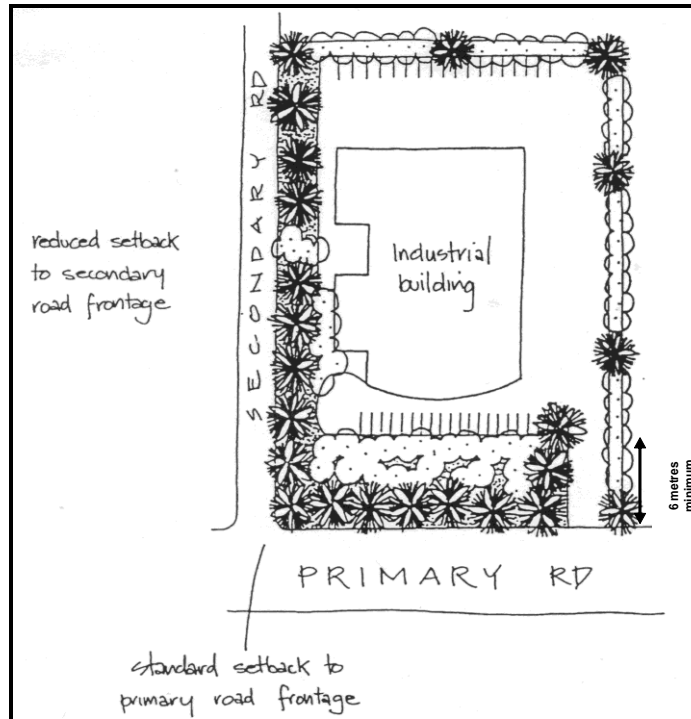 SECONDARY RD
reduced setback
to secondary
road frontage
Industrial
building
6 metres
minimum
PRIMARY RD
standard setback to
primary road frontage